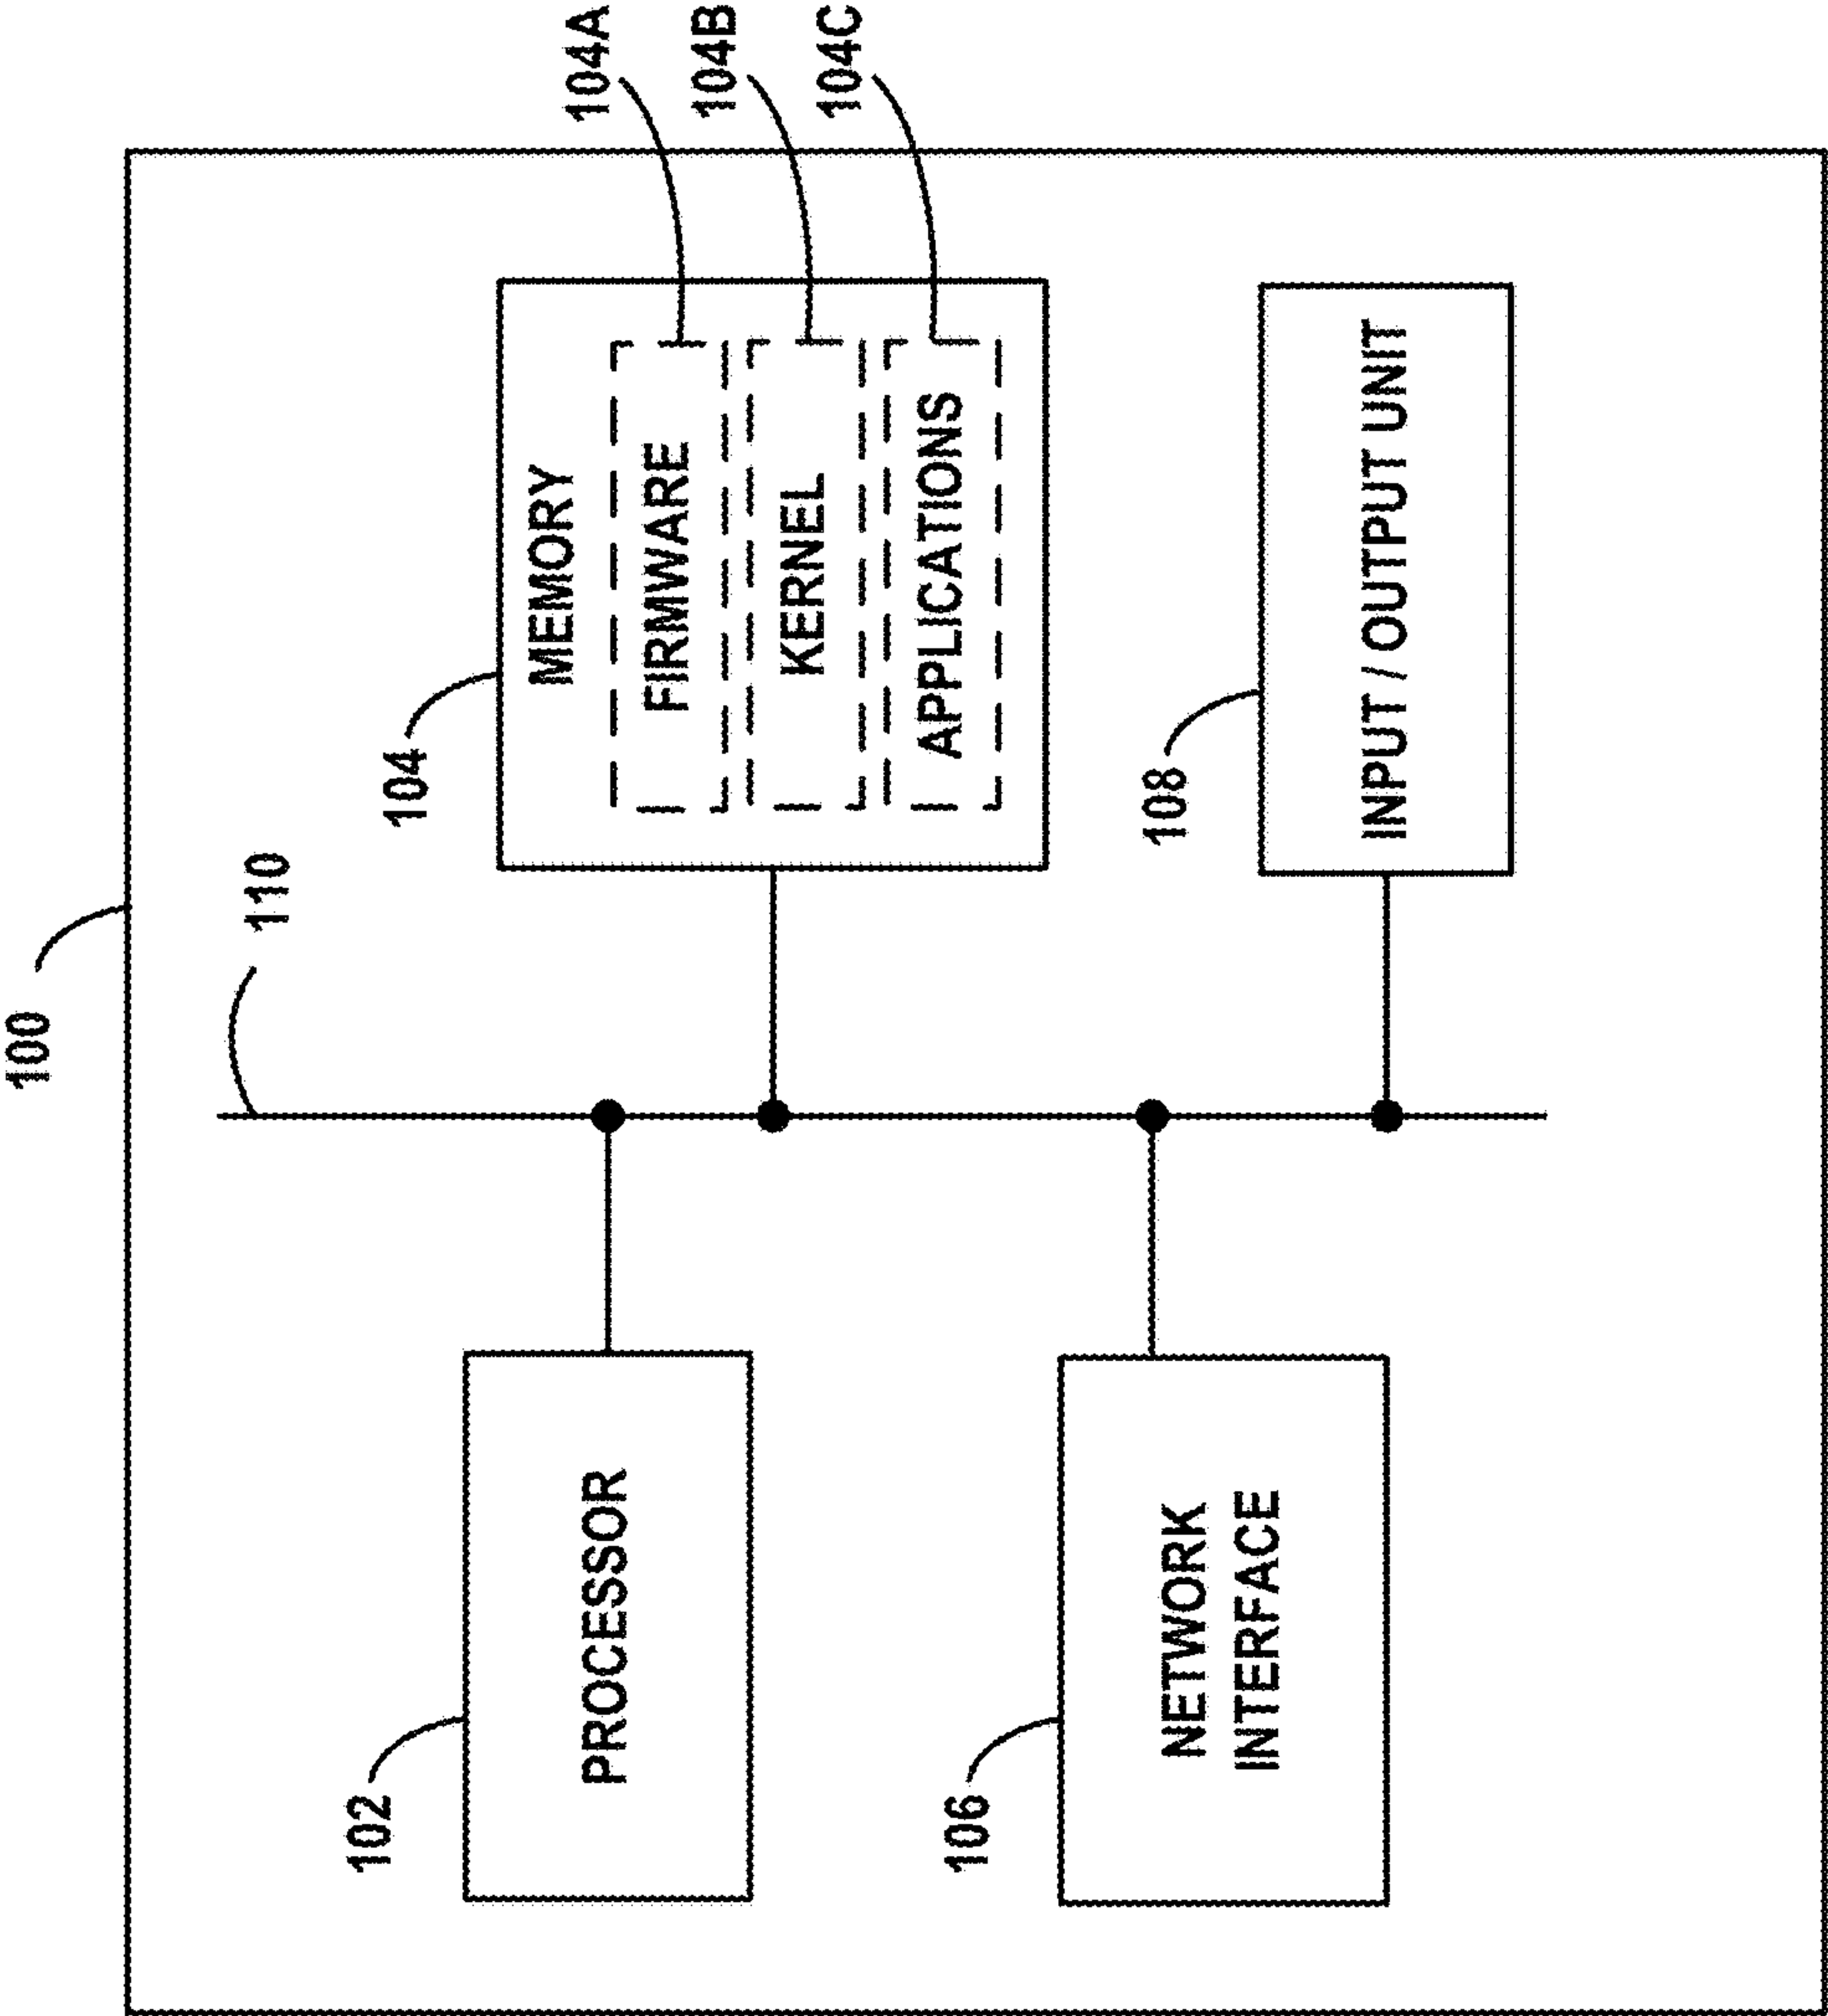 100
110
102
PROCESSOR
104
MEMORY
FIRMWARE
104A
KERNEL
104B
APPLICATIONS
104C
106
NETWORK
INTERFACE
108
INPUT / OUTPUT UNIT